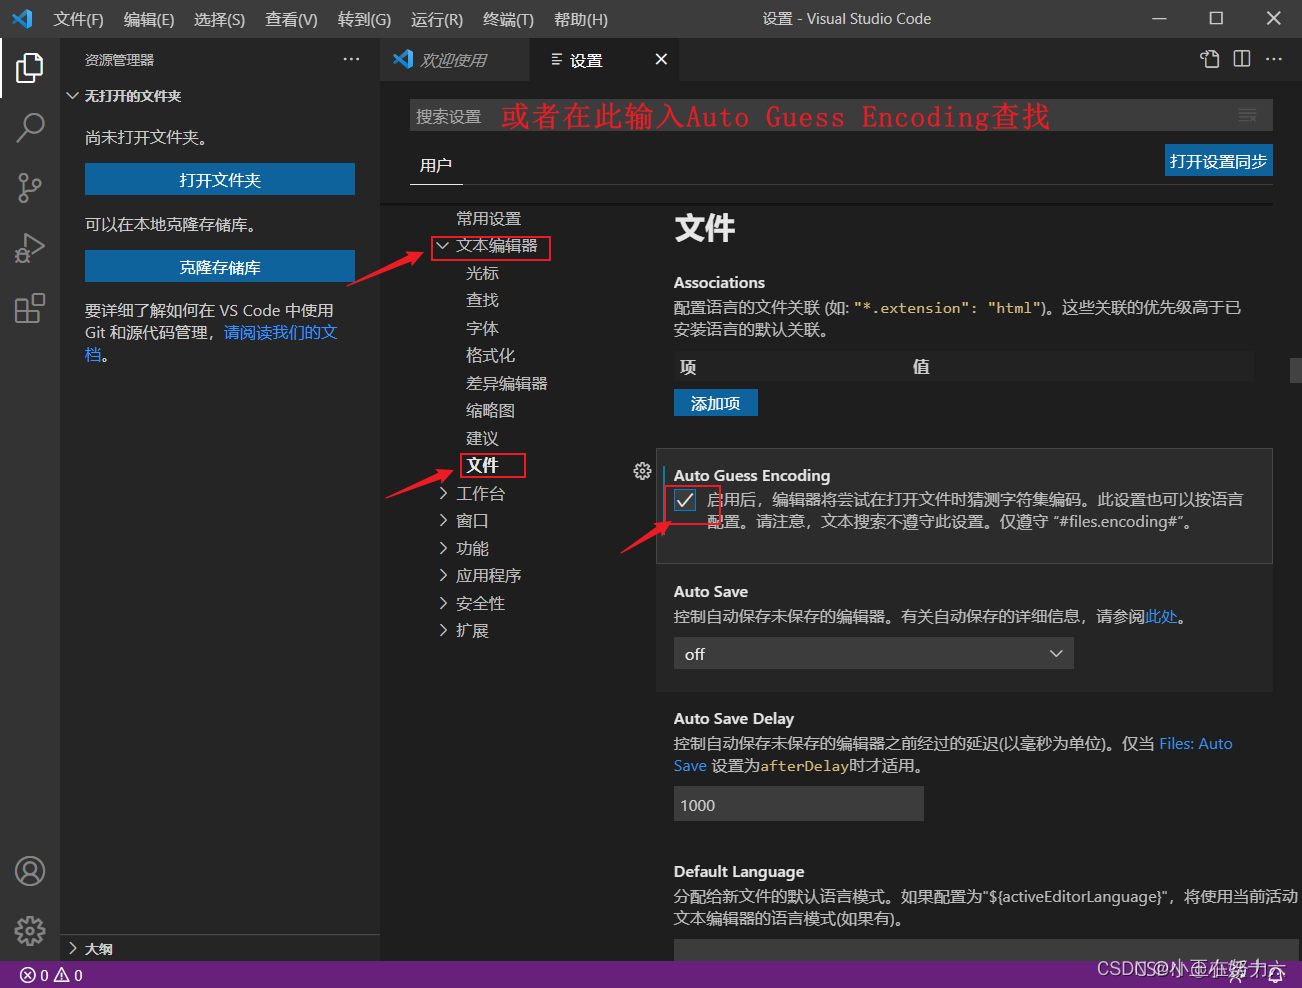 文件(F) 编辑(E) 选择(S) 查看(V) 转到(G) 运行(R) 终端(T) 帮助(H) 设置 - Visual Studio Code
资源管理器
欢迎使用
设置
无打开的文件夹
尚未打开文件夹。
打开文件夹
可以在本地克隆存储库。
克隆存储库
要详细了解如何在 VS Code 中使用
Git 和源代码管理，请阅读我们的文
档。
大纲
搜索设置 或者在此输入Auto Guess Encoding查找
用户
打开设置同步
常用设置
文本编辑器
光标
查找
字体
格式化
差异编辑器
缩略图
建议
文件
工作台
窗口
功能
应用程序
安全性
扩展
文件
Associations
配置语言的文件关联 (如: "*.extension": "html")。这些关联的优先级高于已
安装语言的默认关联。
项 值
添加项
Auto Guess Encoding
启用后，编辑器将尝试在打开文件时猜测字符集编码。此设置也可以按语言
配置。请注意，文本搜索不遵守此设置。仅遵守 “#files.encoding#”。
Auto Save
控制自动保存未保存的编辑器。有关自动保存的详细信息，请参阅此处。
off
Auto Save Delay
控制自动保存未保存的编辑器之前经过的延迟(以毫秒为单位)。仅当 Files: Auto
Save 设置为afterDelay时才适用。
1000
Default Language
分配给新文件的默认语言模式。如果配置为"${activeEditorLanguage}"，将使用当前活动
文本编辑器的语言模式(如果有)。
0 0